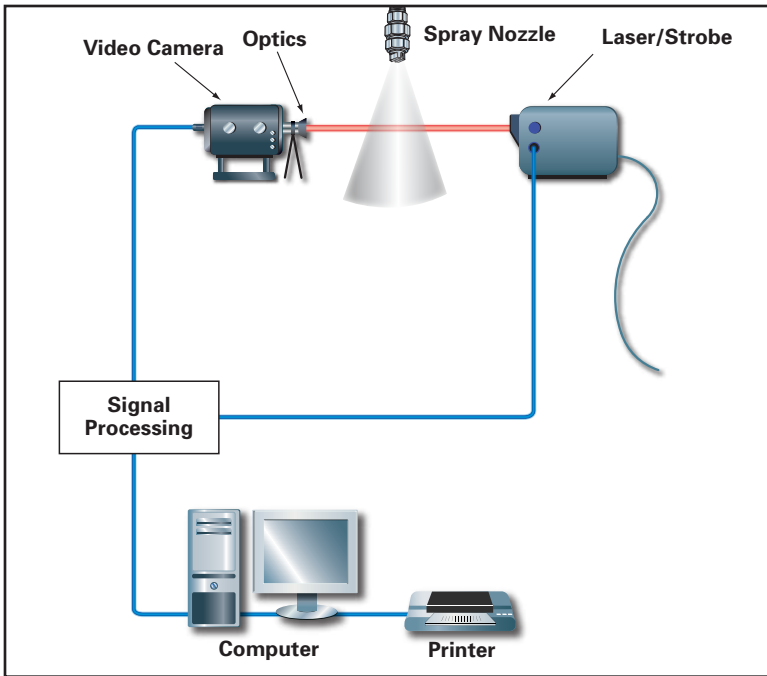 Video Camera
Optics
Spray Nozzle
Laser/Strobe
Signal
Processing
Computer
Printer